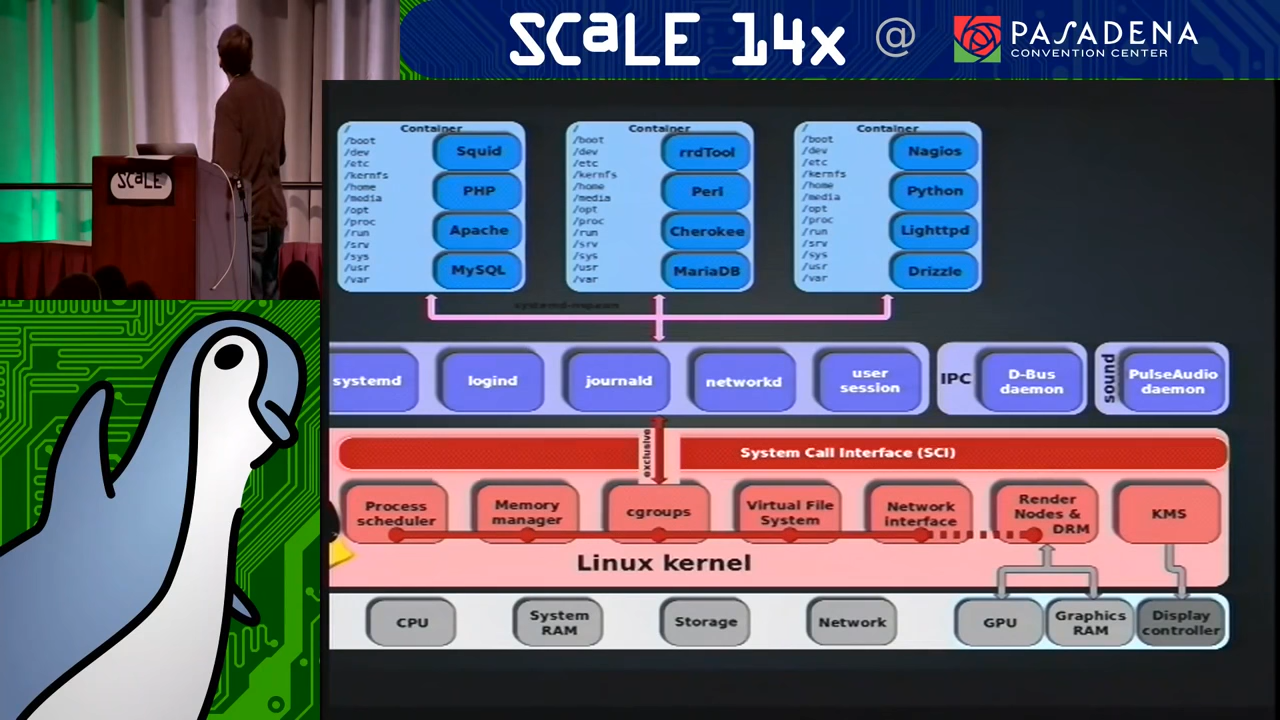 SCALE 14x @ PASADENA
CONVENTION CENTER
SCALE
/ Container
/boot
/dev
/etc
/kernfs
/home
/media
/opt
/proc
/run
/srv
/sys
/usr
/var
Squid
PHP
Apache
MySQL
/ Container
/boot
/dev
/etc
/kernfs
/home
/media
/opt
/proc
/run
/srv
/sys
/usr
/var
rrdTool
Perl
Cherokee
MariaDB
/ Container
/boot
/dev
/etc
/kernfs
/home
/media
/opt
/proc
/run
/srv
/sys
/usr
/var
Nagios
Python
Lighttpd
Drizzle
systemd-nspawn
systemd
logind
journald
networkd
user
session
IPC
D-Bus
daemon
sound
PulseAudio
daemon
exclusive
System Call Interface (SCI)
Process
scheduler
Memory
manager
cgroups
Virtual File
System
Network
interface
Render
Nodes &
DRM
KMS
Linux kernel
CPU
System
RAM
Storage
Network
GPU
Graphics
RAM
Display
controller